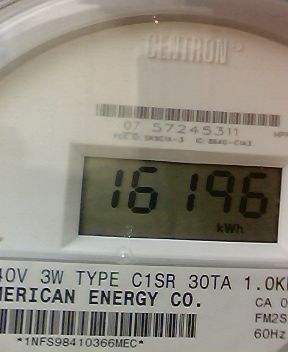 CENTRON
07 57245311
16196
kWh
40V 3W TYPE C1SR 30TA 1.0K
MERICAN ENERGY CO.
CA 0
FM2S
60Hz
*1NFS98410366MEC*